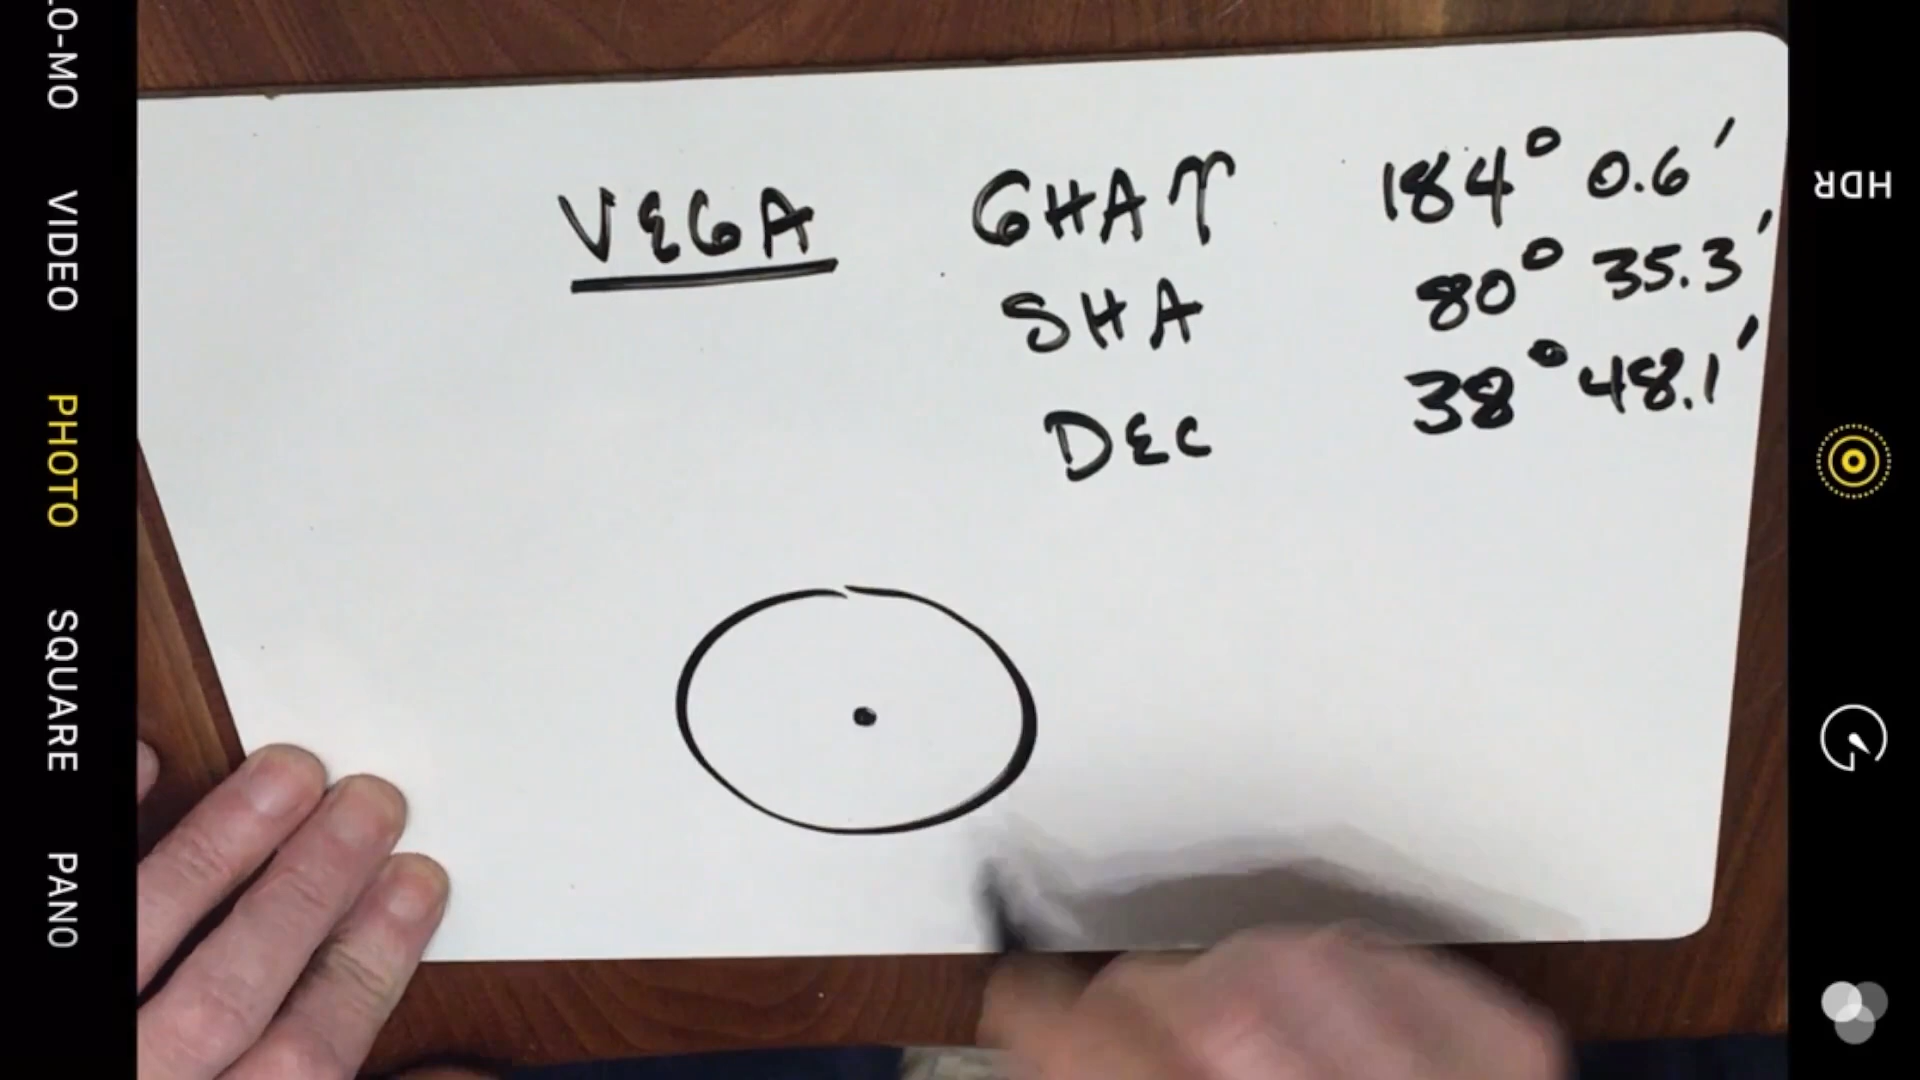 LO-MO
VIDEO
PHOTO
SQUARE
PANO
VEGA GHA♈ 184° 0.6′
SHA 80° 35.3′
DEC 38° 48.1′
HDR